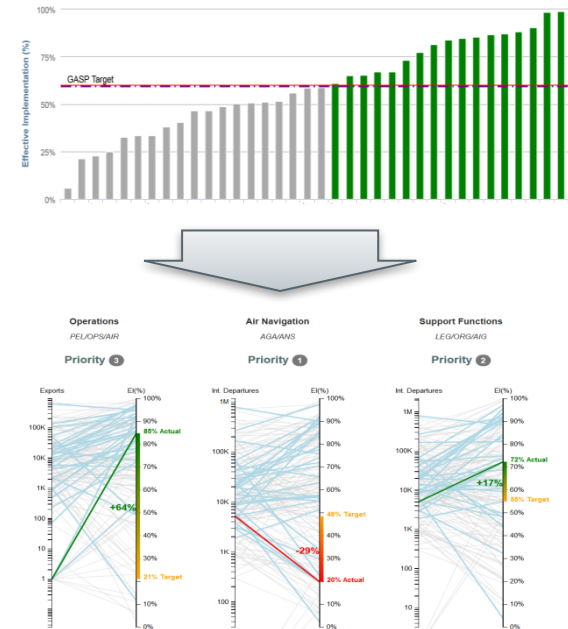 100%
75%
GASP Target
50%
25%
0%
Effective Implementation (%)
Operations
PEL/OPS/AIR
Priority 3
Exports EI(%)
100%
90%
85% Actual
80%
70%
60%
+64%
50%
40%
30%
21% Target
10%
0%
100K
10K
1K
100
10
1
Air Navigation
AGA/ANS
Priority 1
Int. Departures EI(%)
1M
100K
10K
1K
100
100%
90%
80%
70%
60%
48% Target
40%
-29%
30%
20% Actual
10%
0%
Support Functions
LEG/ORG/AIG
Priority 2
Int. Departures EI(%)
1M
100K
10K
1K
100
10
100%
90%
80%
72% Actual
70%
+17%
60%
Target
40%
30%
20%
10%
0%